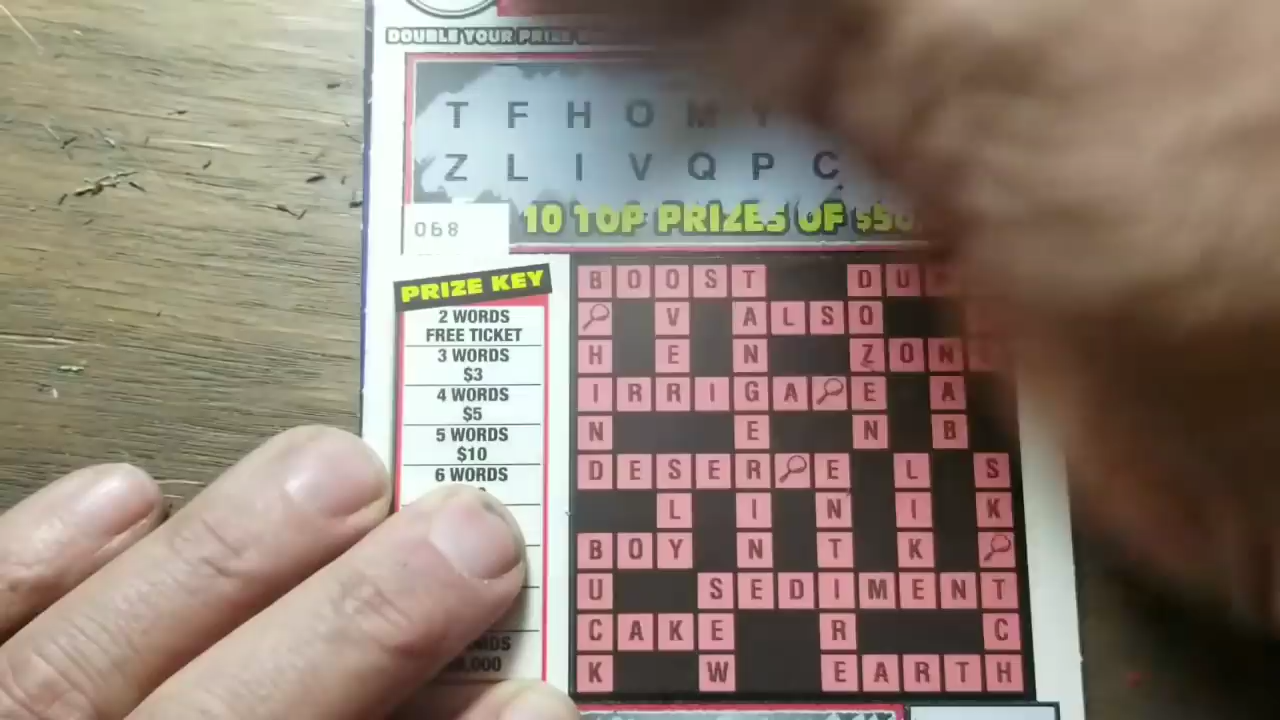 DOUBLE YOUR PRIZE
T F H O M Y
Z L I V Q P C
068
10 TOP PRIZES OF $50
PRIZE KEY
2 WORDS
FREE TICKET
3 WORDS
$3
4 WORDS
$5
5 WORDS
$10
6 WORDS
B O O S T D U
V A L S O
H E N Z O N
I R R I G A E A
N E N B
D E S E R E L S
L I N I K
B O Y N T K
U S E D I M E N T
C A K E R C
K W E A R T H